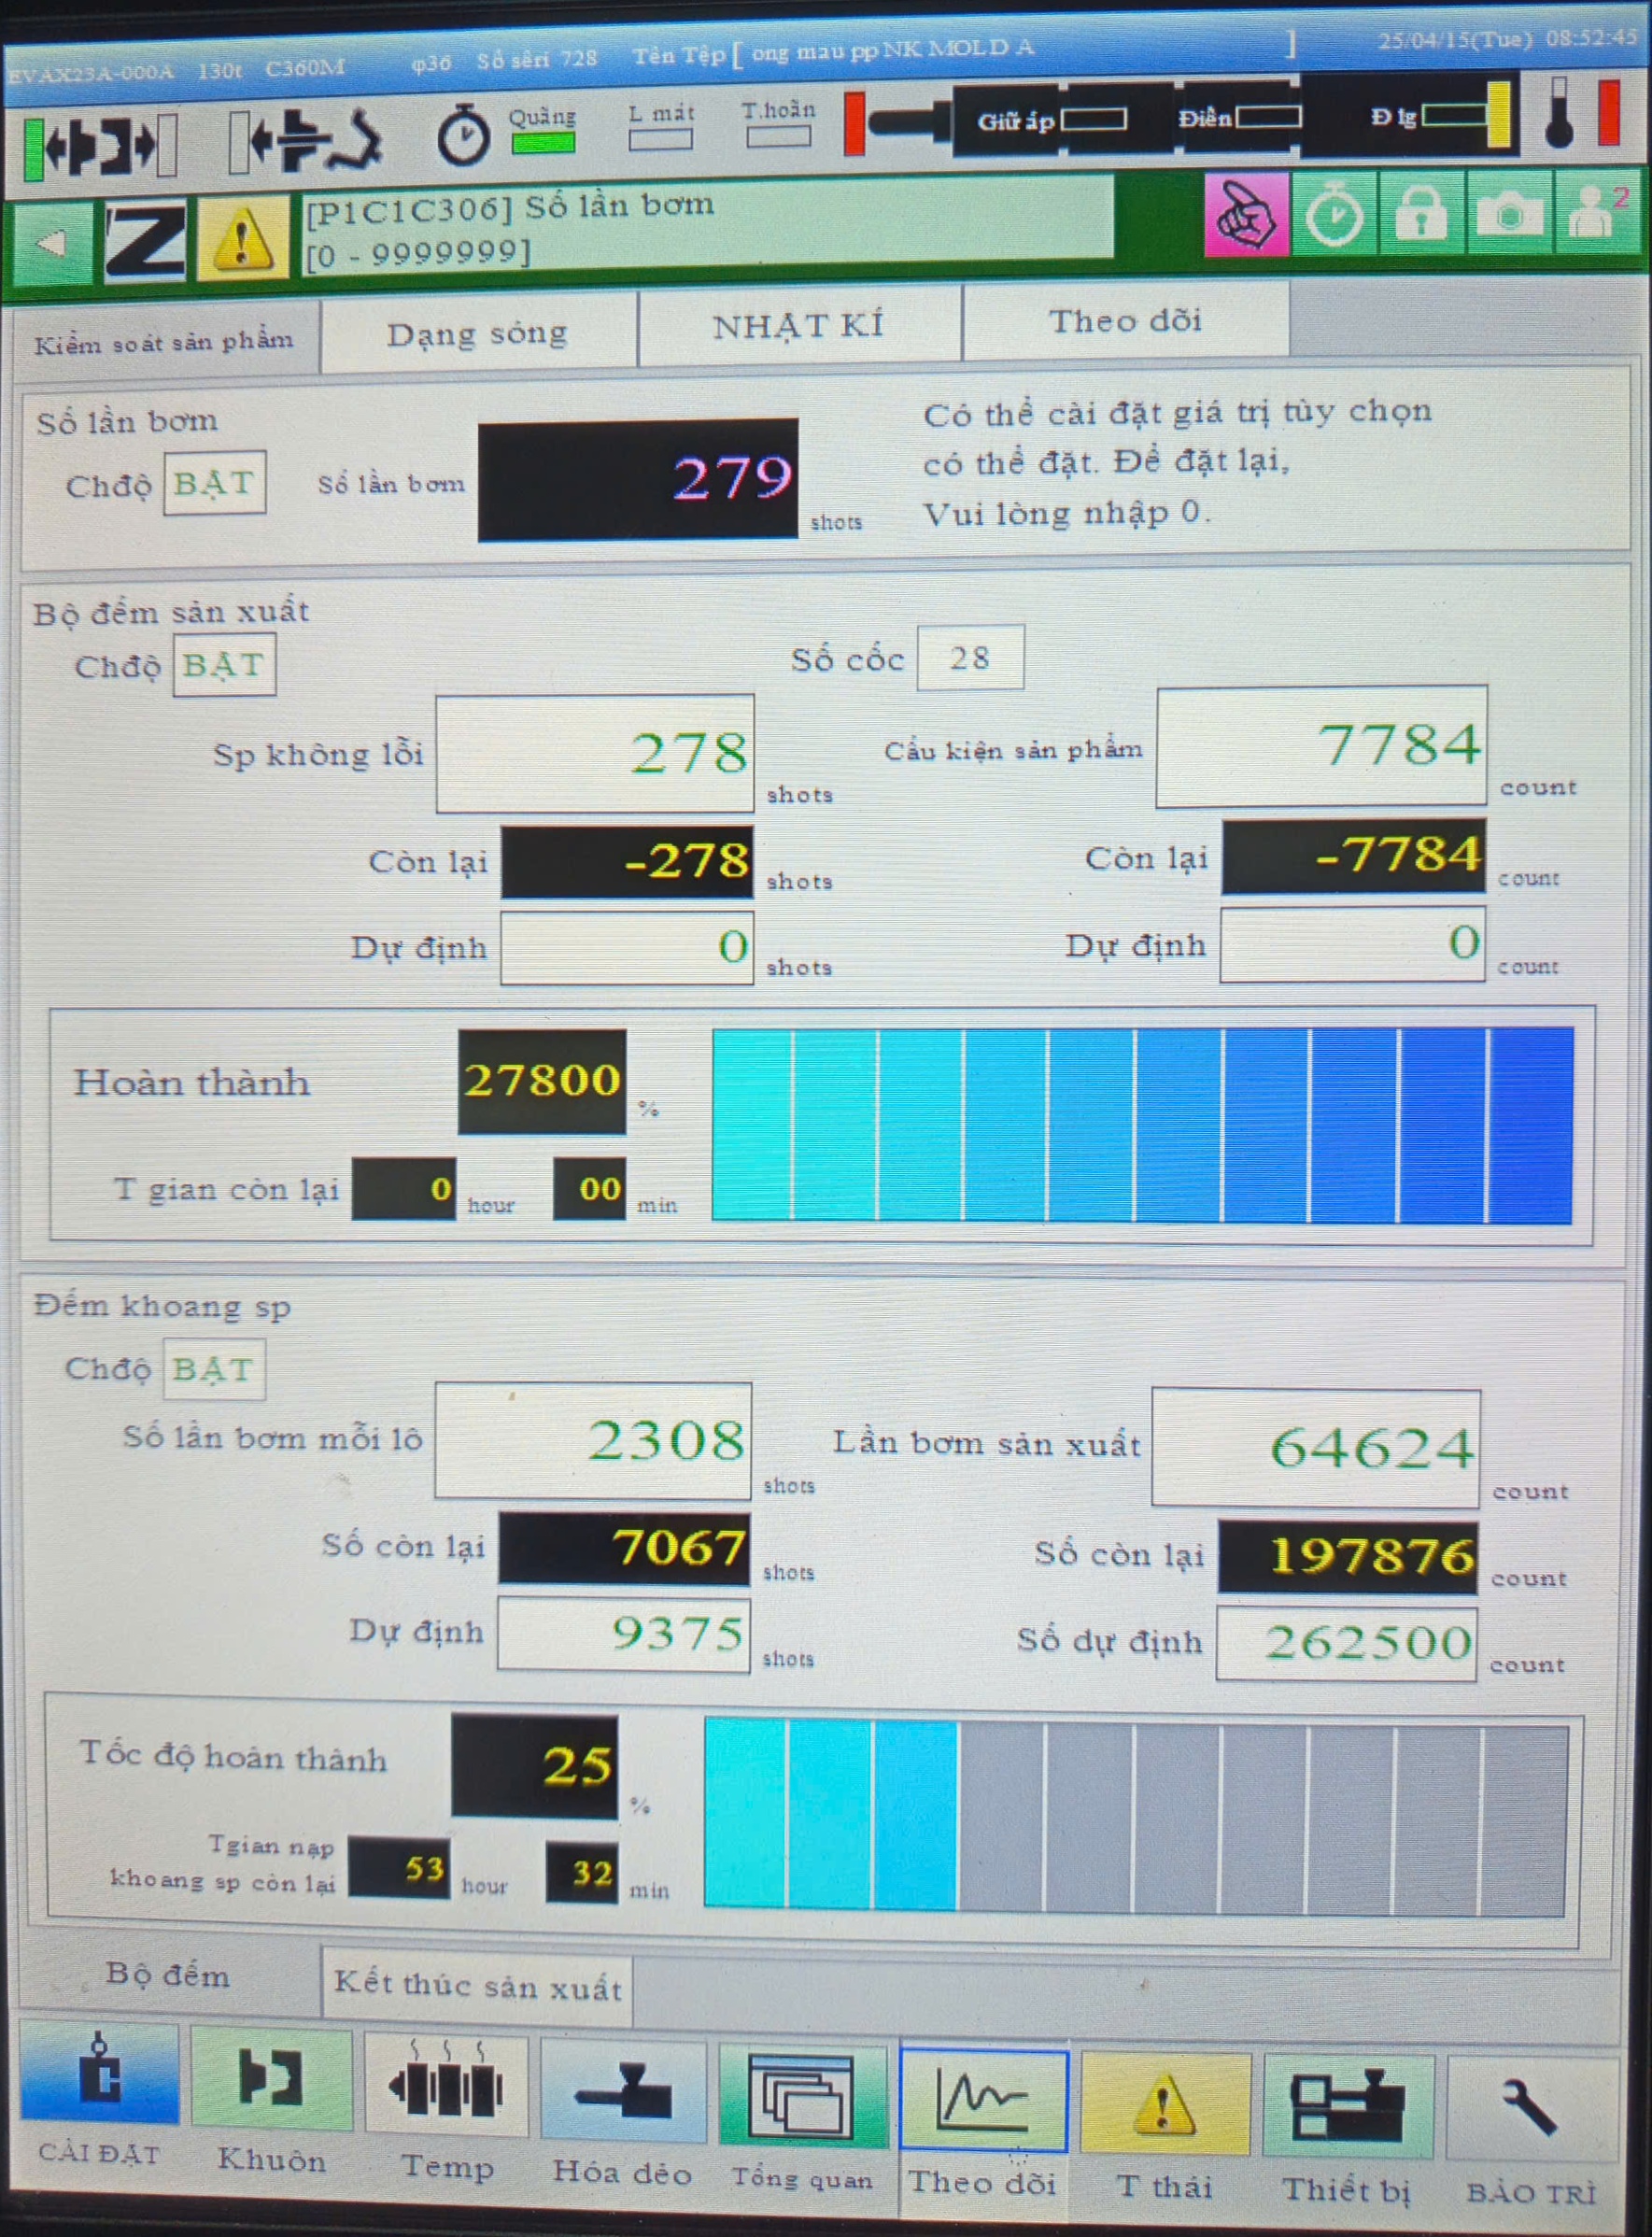 EVAX23A-000A 130t C360M φ36 Số sêri 728 Tên Tệp [ ong mau pp NK MOLD A ] 25/04/15(Tue) 08:52:45
Quãng L mát T.hoãn Giữ áp Điền Đ lg
[P1C1C306] Số lần bơm
[0 - 9999999]
2
Kiểm soát sản phẩm Dạng sóng NHẬT KÍ Theo dõi
Số lần bơm
Chđộ BẬT Số lần bơm 279 shots
Có thể cài đặt giá trị tùy chọn
có thể đặt. Để đặt lại,
Vui lòng nhập 0.
Bộ đếm sản xuất
Chđộ BẬT Số cốc 28
Sp không lỗi 278 shots Cấu kiện sản phẩm 7784 count
Còn lại -278 shots Còn lại -7784 count
Dự định 0 shots Dự định 0 count
Hoàn thành 27800 %
T gian còn lại 0 hour 00 min
Đếm khoang sp
Chđộ BẬT
Số lần bơm mỗi lô 2308 shots Lần bơm sản xuất 64624 count
Số còn lại 7067 shots Số còn lại 197876 count
Dự định 9375 shots Số dự định 262500 count
Tốc độ hoàn thành 25 %
Tgian nạp
khoang sp còn lại 53 hour 32 min
Bộ đếm Kết thúc sản xuất
CÀI ĐẶT Khuôn Temp Hóa dẻo Tổng quan Theo dõi T thái Thiết bị BẢO TRÌ